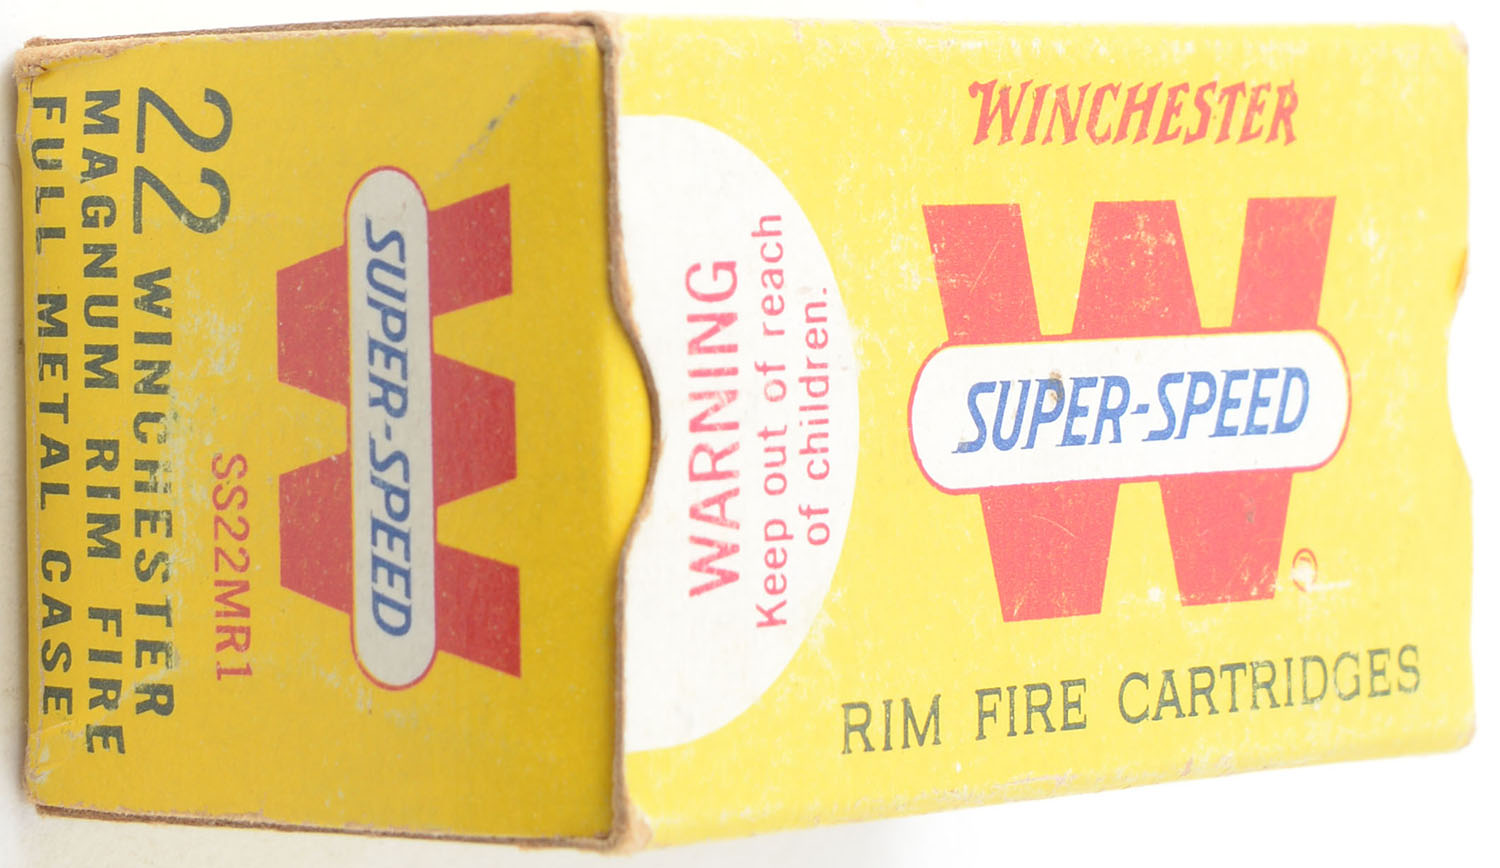 WINCHESTER
SUPER-SPEED
RIM FIRE CARTRIDGES
WARNING
Keep out of reach
of children.
SUPER-SPEED
SS22MR1
22 WINCHESTER
MAGNUM RIM FIRE
FULL METAL CASE